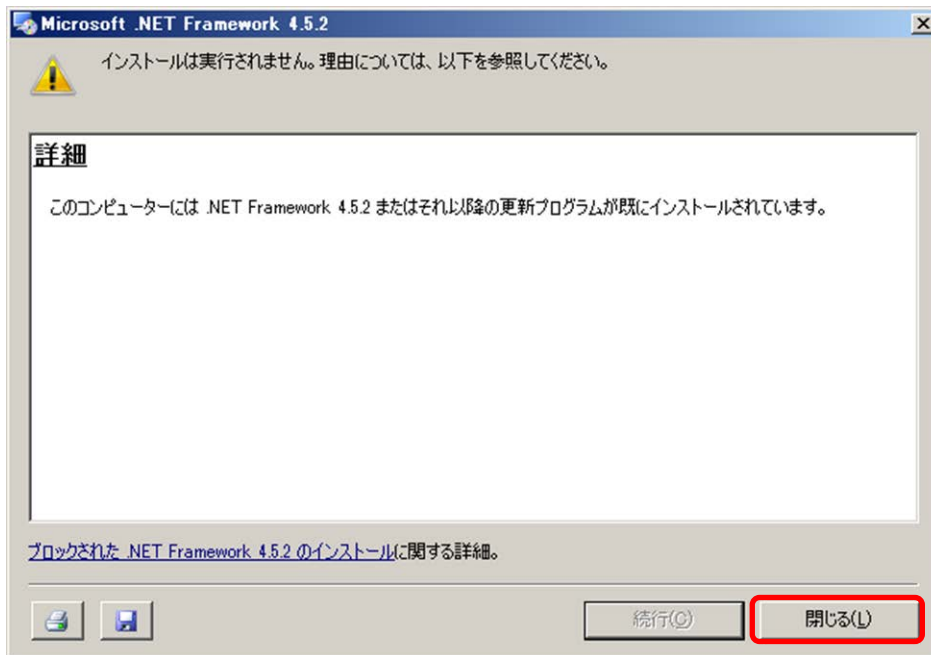 Microsoft .NET Framework 4.5.2
インストールは実行されません。理由については、以下を参照してください。
詳細
このコンピューターには .NET Framework 4.5.2 またはそれ以降の更新プログラムが既にインストールされています。
ブロックされた .NET Framework 4.5.2 のインストールに関する詳細。
続行(C)
閉じる(L)